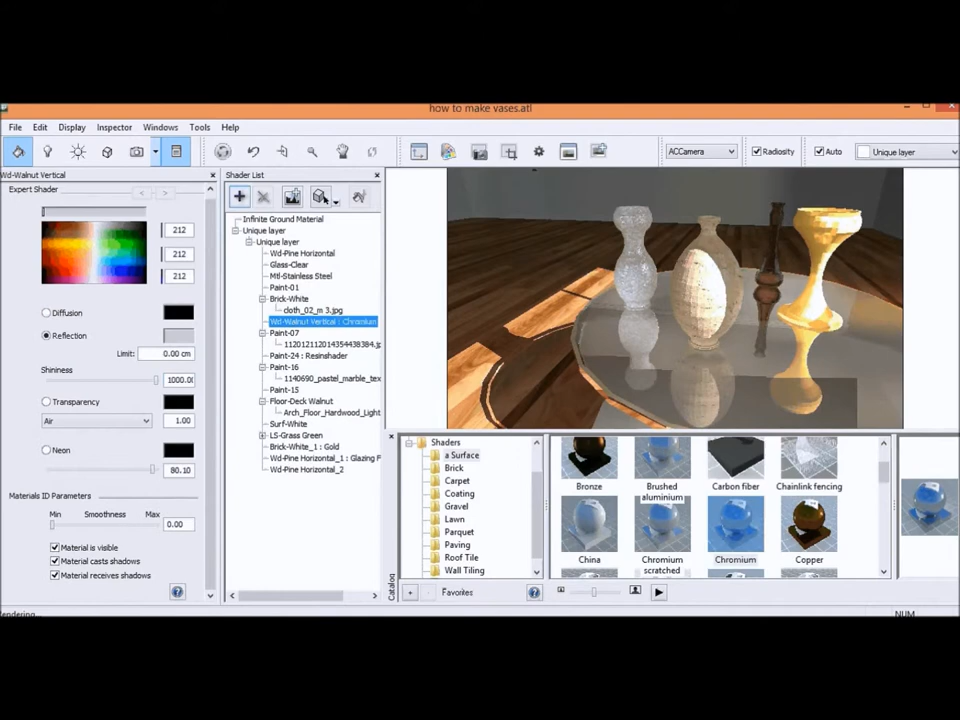 how to make vases.atl
File Edit Display Inspector Windows Tools Help
ACCamera
Radiosity
Auto
Unique layer
Wd-Walnut Vertical
Expert Shader
212
212
212
Diffusion
Reflection
Limit: 0.00 cm
Shininess
1000.0(
Transparency
Air
1.00
Neon
80.10
Materials ID Parameters
Min Smoothness Max
0.00
Material is visible
Material casts shadows
Material receives shadows
Shader List
Infinite Ground Material
Unique layer
Unique layer
Wd-Pine Horizontal
Glass-Clear
Mtl-Stainless Steel
Paint-01
Brick-White
cloth_02_m 3.jpg
Wd-Walnut Vertical : Chromium
Paint-07
Paint-24 : Resinshader
Paint-16
1140690_pastel_marble_tex
Paint-15
Floor-Deck Walnut
Arch_Floor_Hardwood_Light
Surf-White
LS-Grass Green
Brick-White_1 : Gold
Wd-Pine Horizontal_1 : Glazing F
Wd-Pine Horizontal_2
Catalog
Shaders
a Surface
Brick
Carpet
Coating
Gravel
Lawn
Parquet
Paving
Roof Tile
Wall Tiling
Favorites
Bronze
Brushed aluminium
Carbon fiber
Chainlink fencing
China
Chromium scratched
Chromium
Copper
NUM